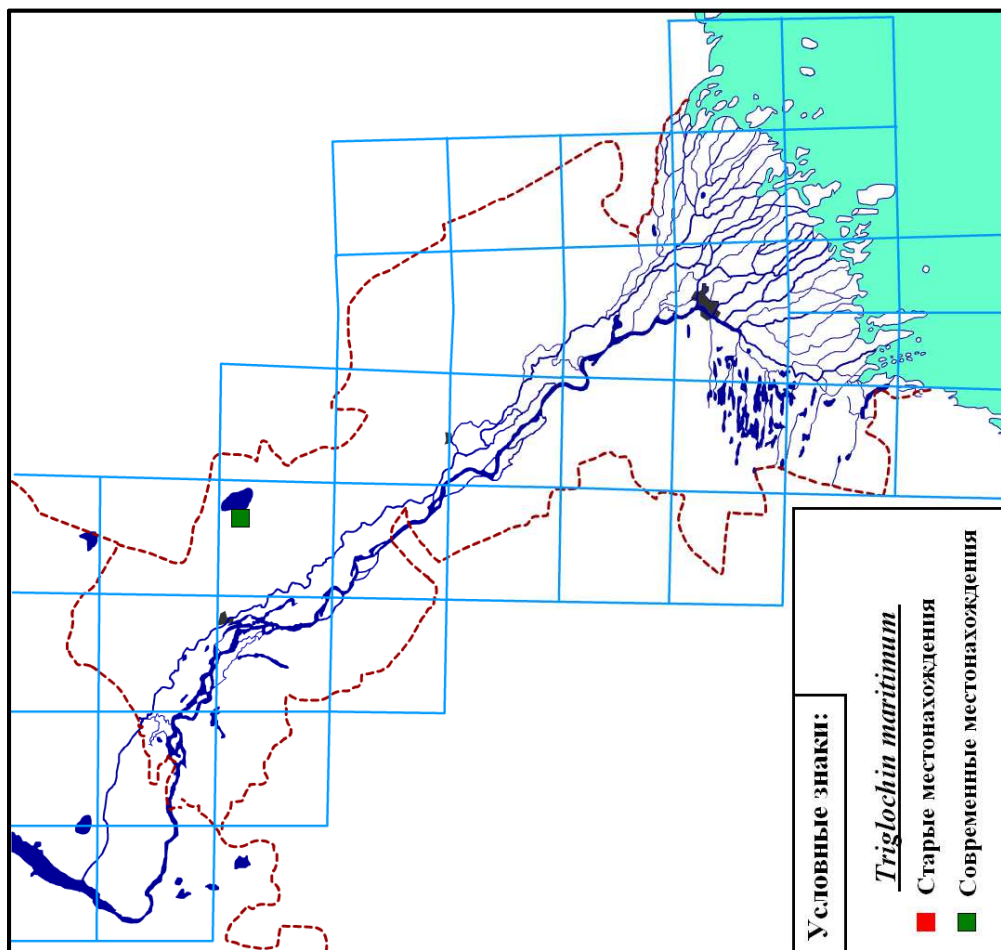 Условные знаки:
Triglochin maritimum
Старые местонахождения
Современные местонахождения